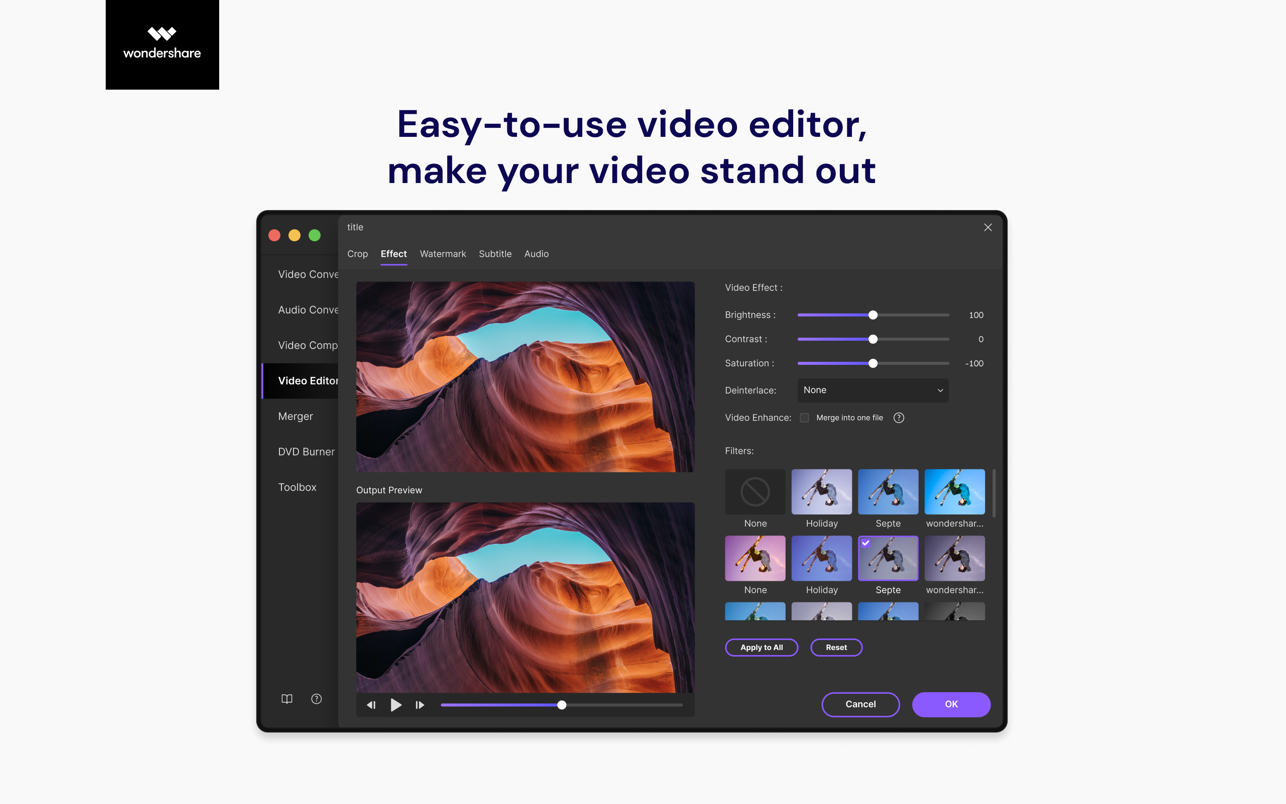 wondershare
Easy-to-use video editor,
make your video stand out
title
Crop Effect Watermark Subtitle Audio
Video Conve
Audio Conve
Video Comp
Video Editor
Merger
DVD Burner
Toolbox
Output Preview
Video Effect :
Brightness : 100
Contrast : 0
Saturation : -100
Deinterlace: None
Video Enhance: Merge into one file ?
Filters:
None Holiday Septe wondershar...
None Holiday Septe wondershar...
Apply to All Reset
Cancel OK
?